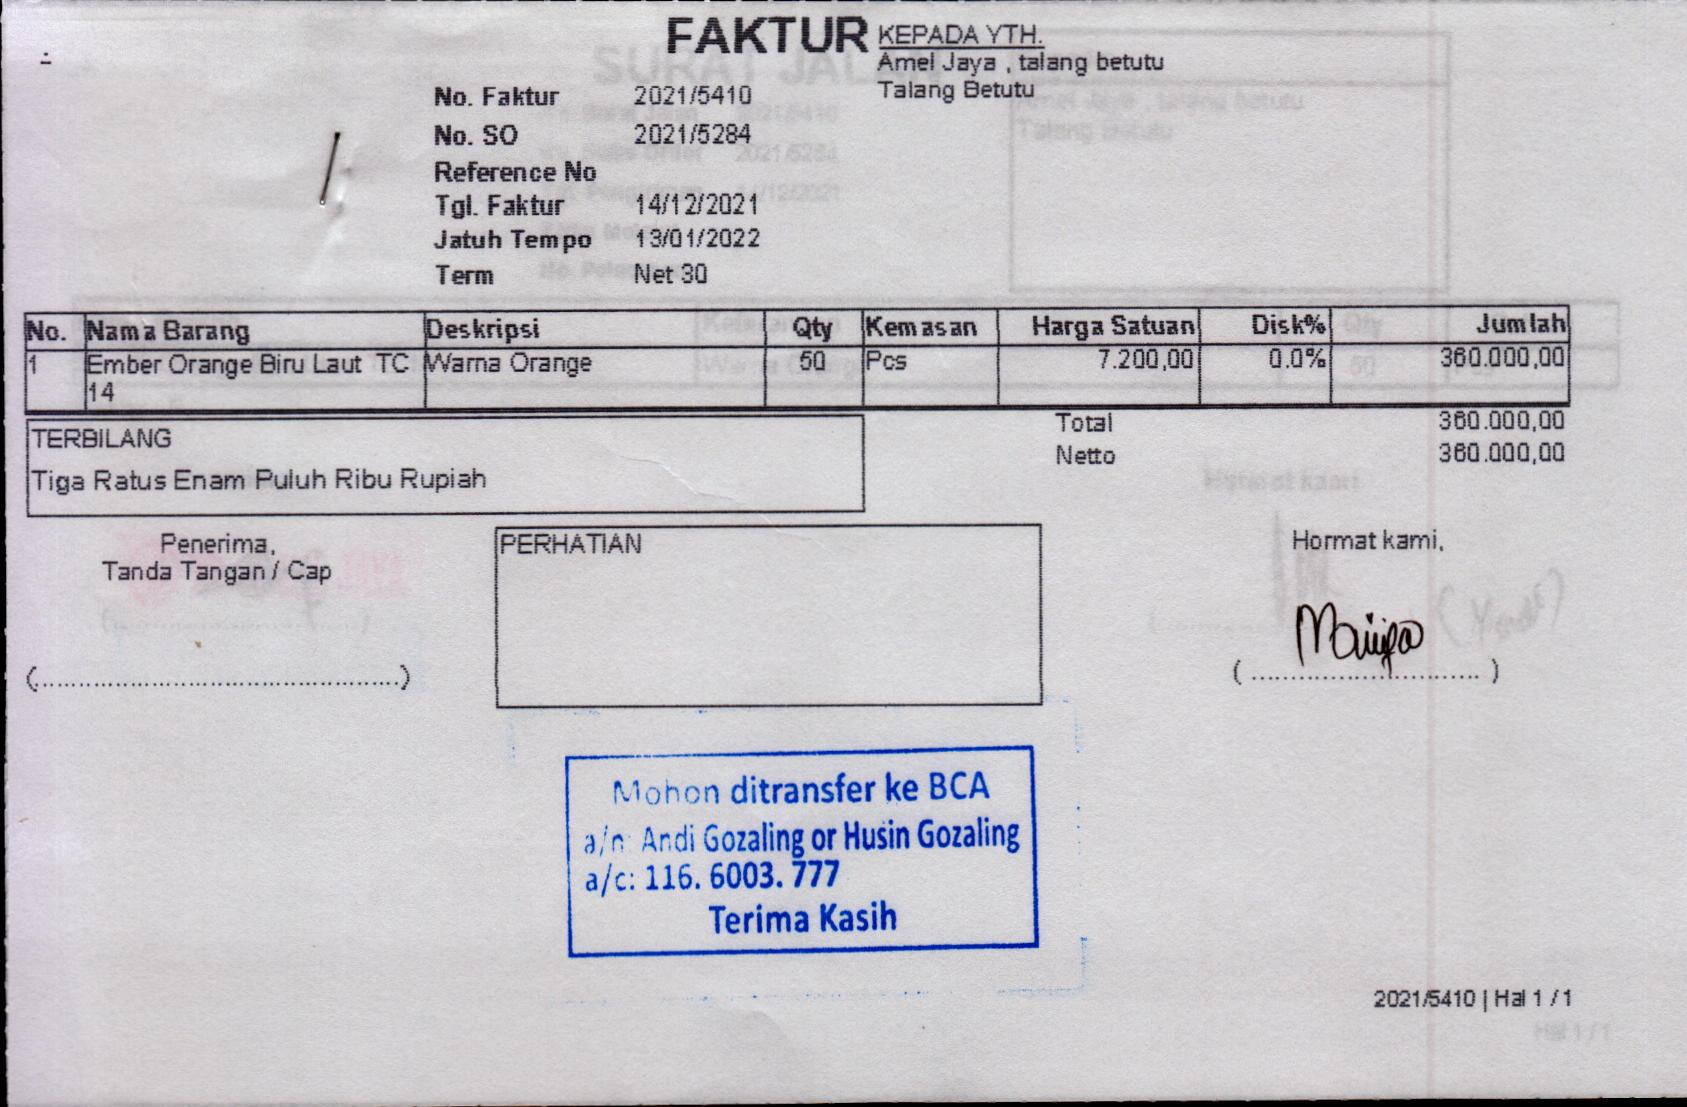 FAKTUR
KEPADA YTH.
Amel Jaya , talang betutu
Talang Betutu
No. Faktur 2021/5410
No. SO 2021/5284
Reference No
Tgl. Faktur 14/12/2021
Jatuh Tempo 13/01/2022
Term Net 30
No. Nama Barang Deskripsi Qty Kemasan Harga Satuan Disk% Jumlah
1 Ember Orange Biru Laut TC Warna Orange 50 Pcs 7.200,00 0.0% 360.000,00
14
Total 360.000,00
Netto 360.000,00
TERBILANG
Tiga Ratus Enam Puluh Ribu Rupiah
Penerima,
Tanda Tangan / Cap
(................................................)
PERHATIAN
Hormat kami,
( .............................. )
Mohon ditransfer ke BCA
a/n: Andi Gozaling or Husin Gozaling
a/c: 116. 6003. 777
Terima Kasih
2021/5410 | Hal 1 / 1